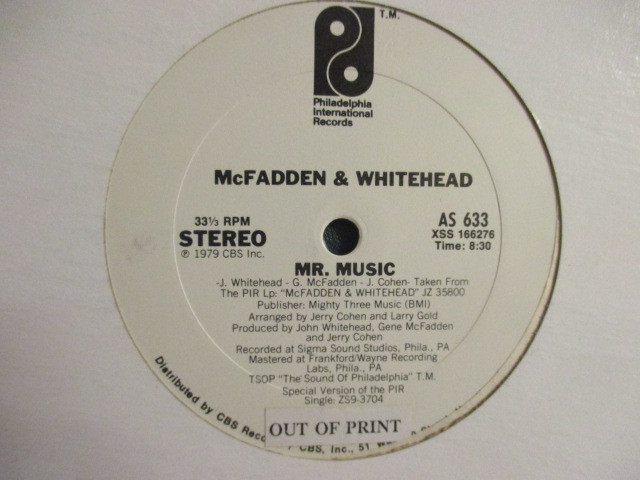 T.M.
Philadelphia
International
Records
McFADDEN & WHITEHEAD
33⅓ RPM
STEREO
℗ 1979 CBS Inc.
AS 633
XSS 166276
Time: 8:30
MR. MUSIC
-J. Whitehead - G. McFadden - J. Cohen- Taken From
The PIR Lp: "McFADDEN & WHITEHEAD" JZ 35800
Publisher: Mighty Three Music (BMI)
Arranged by Jerry Cohen and Larry Gold
Produced by John Whitehead, Gene McFadden
and Jerry Cohen
Recorded at Sigma Sound Studios, Phila., PA
Mastered at Frankford/Wayne Recording
Labs, Phila., PA
TSOP "The Sound Of Philadelphia" T.M.
Special Version of the PIR
Single: ZS9-3704
Distributed by CBS
CBS, Inc., 51
OUT OF PRINT